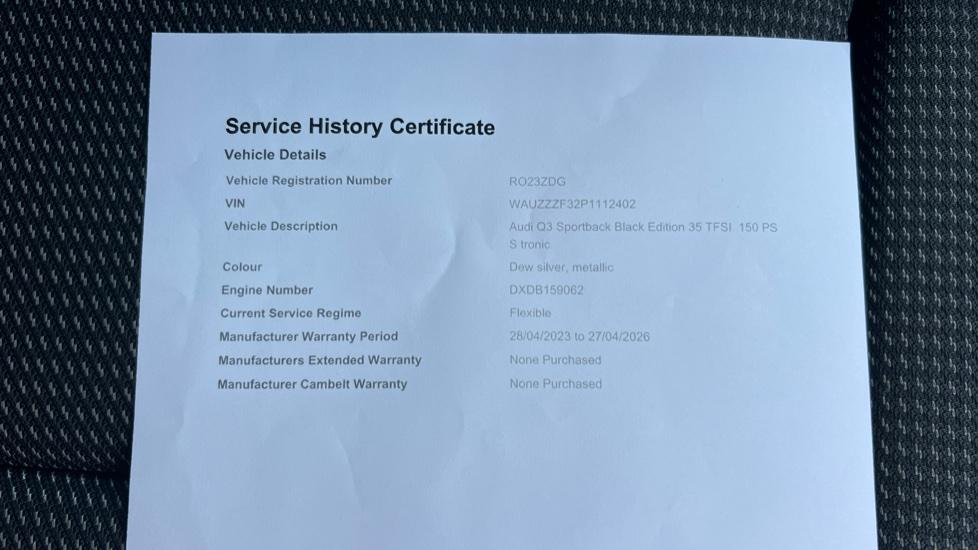 Service History Certificate
Vehicle Details
Vehicle Registration Number RO23ZDG
VIN WAUZZZF32P1112402
Vehicle Description Audi Q3 Sportback Black Edition 35 TFSI 150 PS
S tronic
Colour Dew silver, metallic
Engine Number DXDB159062
Current Service Regime Flexible
Manufacturer Warranty Period 28/04/2023 to 27/04/2026
Manufacturers Extended Warranty None Purchased
Manufacturer Cambelt Warranty None Purchased